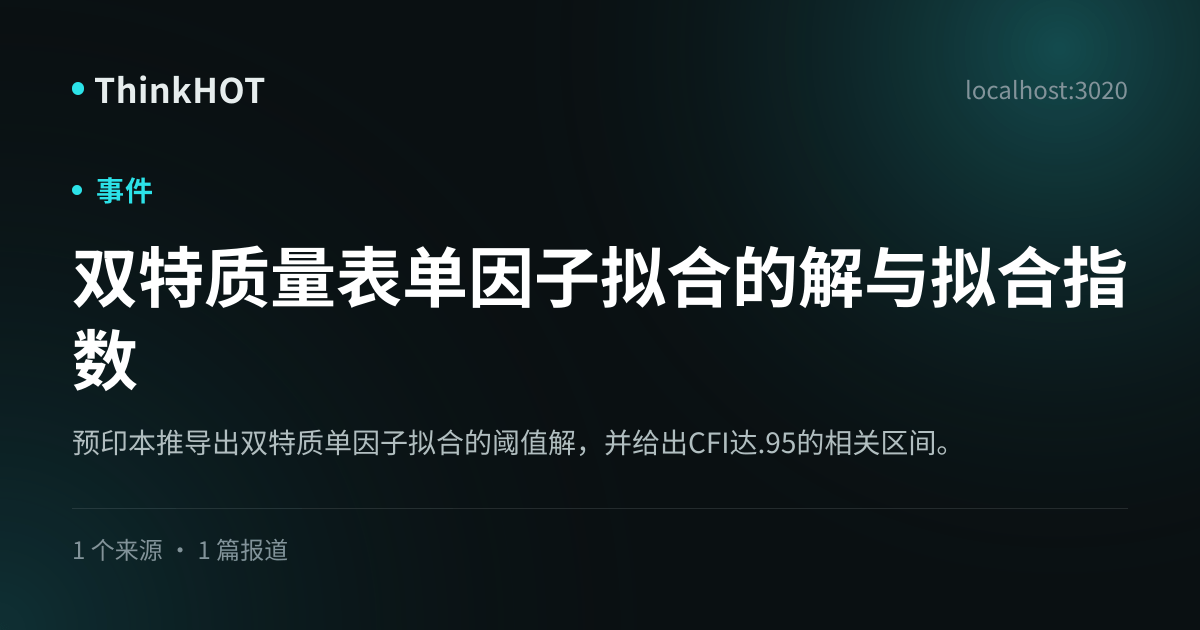 ThinkHOT
localhost:3020
事件
双特质量表单因子拟合的解与拟合指
数
预印本推导出双特质单因子拟合的阈值解，并给出CFI达.95的相关区间。
1 个来源 · 1 篇报道